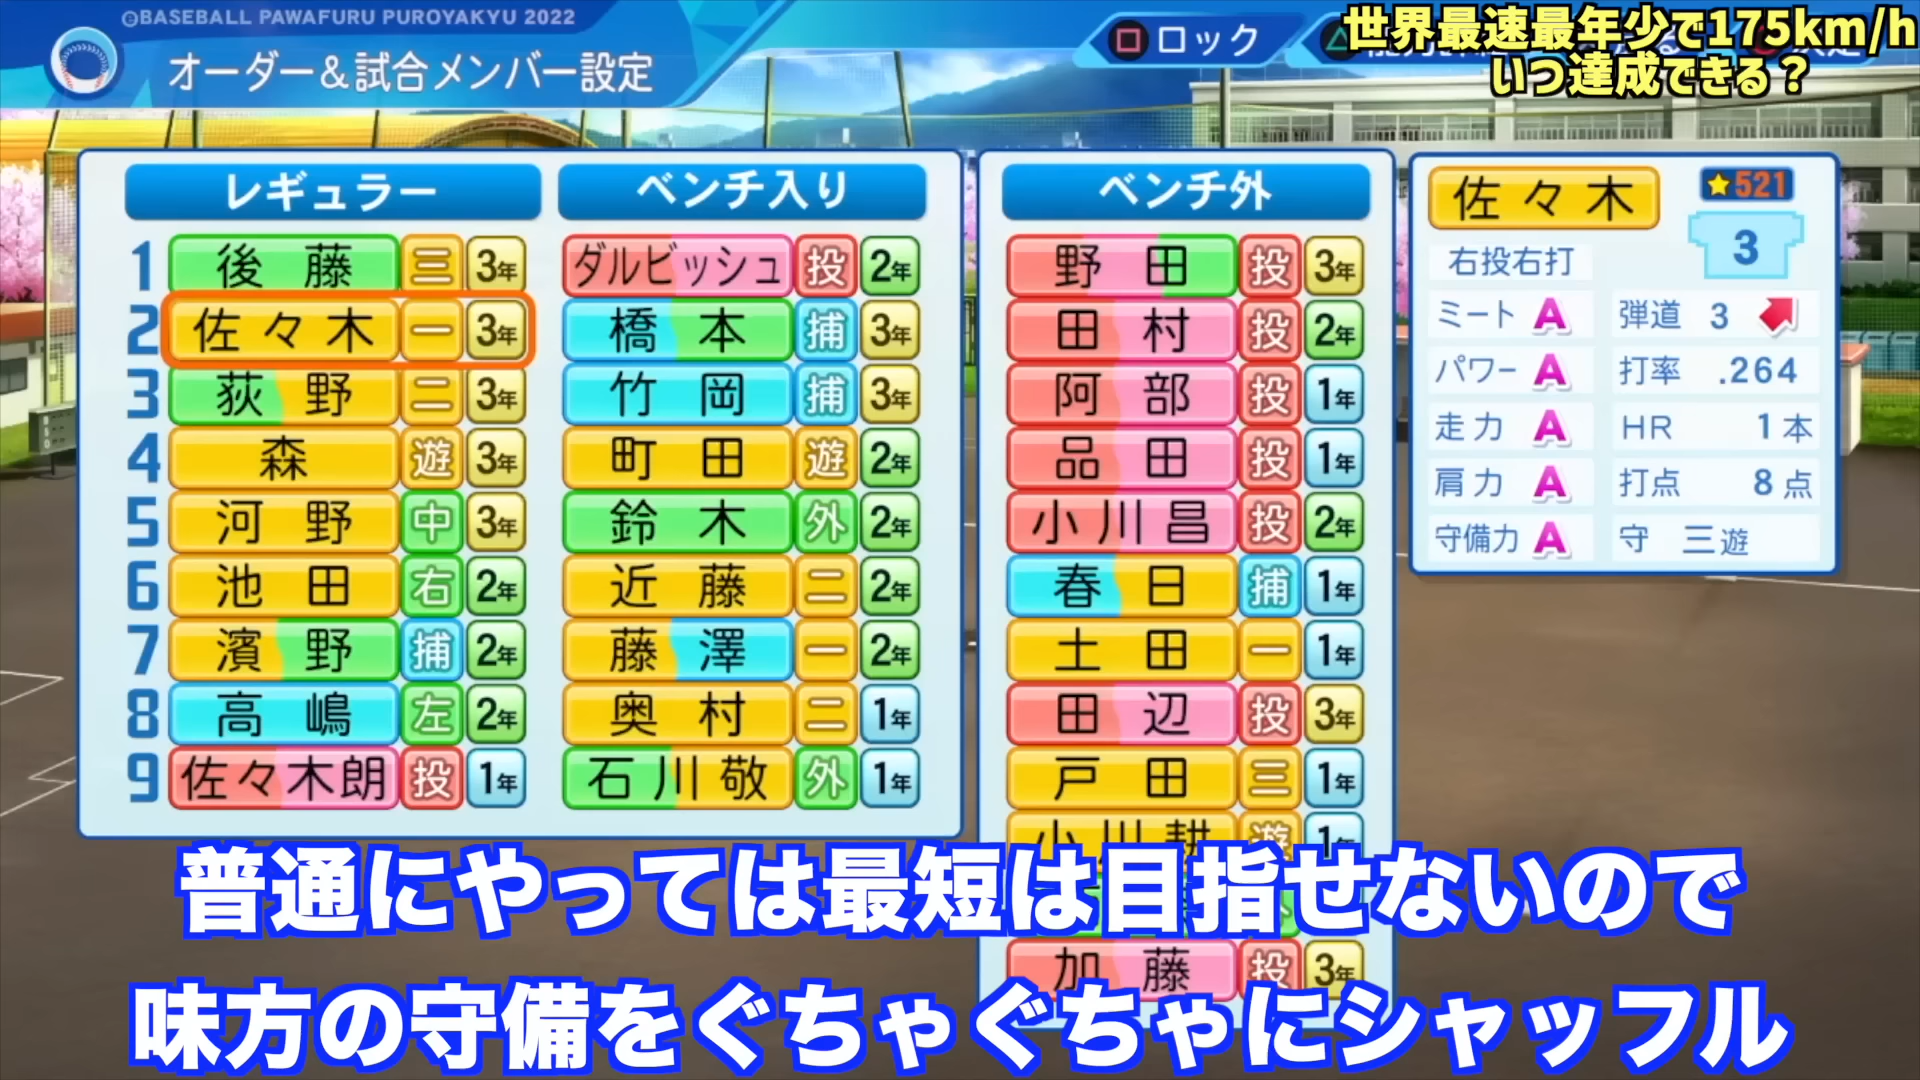 ©BASEBALL PAWAFURU PUROYAKYU 2022
オーダー＆試合メンバー設定
ロック
世界最速最年少で175km/h
いつ達成できる？
レギュラー
1 後藤 三 3年
2 佐々木 一 3年
3 荻野 二 3年
4 森 遊 3年
5 河野 中 3年
6 池田 右 2年
7 濱野 捕 2年
8 高嶋 左 2年
9 佐々木朗 投 1年
ベンチ入り
ダルビッシュ 投 2年
橋本 捕 3年
竹岡 捕 3年
町田 遊 2年
鈴木 外 2年
近藤 二 2年
藤澤 一 2年
奥村 二 1年
石川敬 外 1年
ベンチ外
野田 投 3年
田村 投 2年
阿部 投 1年
品田 投 1年
小川昌 投 2年
春日 捕 1年
土田 一 1年
田辺 投 3年
戸田 三 1年
小川耕 遊 1年
加藤 投 3年
佐々木
★521
3
右投右打
ミート A 弾道 3
パワー A 打率 .264
走力 A HR 1本
肩力 A 打点 8点
守備力 A 守 三遊
普通にやっては最短は目指せないので
味方の守備をぐちゃぐちゃにシャッフル